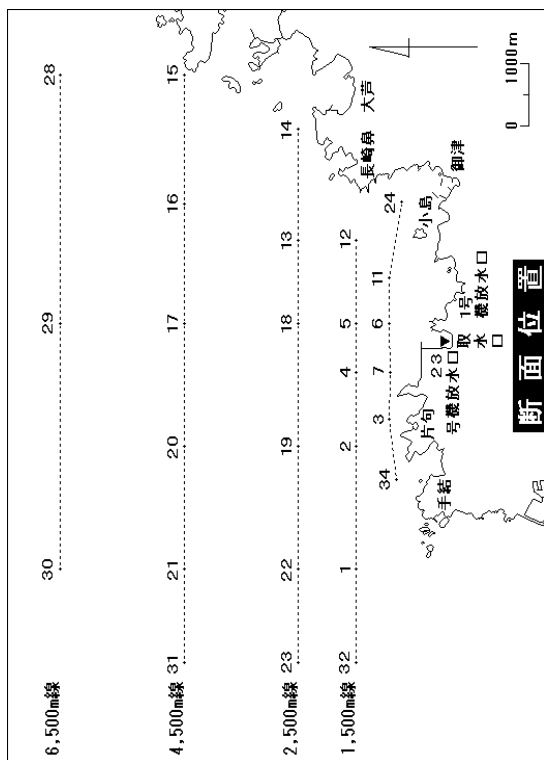 6,500m線 30 29 28
4,500m線 31 21 20 17 16 15
2,500m線 23 22 19 18 13 14
1,500m線 32 1 2 4 5 12
34 3 7 6 11 24
大芦
長崎鼻
御津
小島
1号
機放水口
取水口
23
号機放水口
片句
手結
0 1000m
断面位置